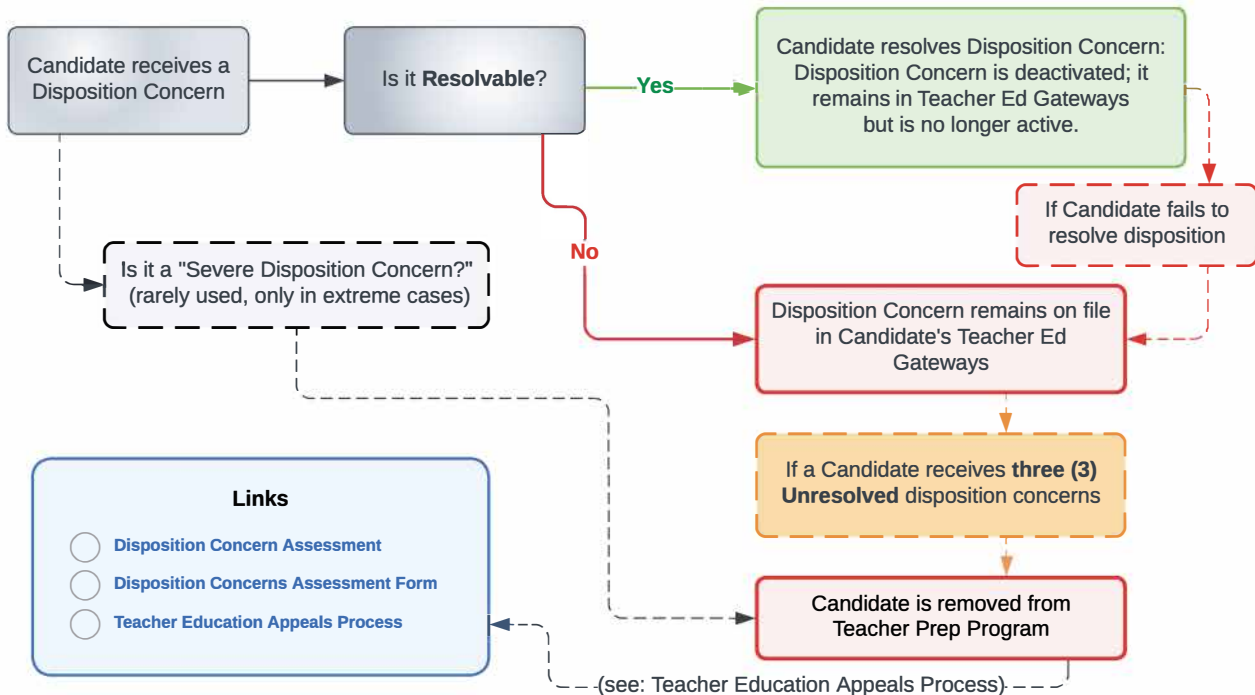 Candidate receives a
Disposition Concern
Is it Resolvable?
Yes
Candidate resolves Disposition Concern:
Disposition Concern is deactivated; it
remains in Teacher Ed Gateways
but is no longer active.
If Candidate fails to
resolve disposition
No
Is it a "Severe Disposition Concern?"
(rarely used, only in extreme cases)
Disposition Concern remains on file
in Candidate's Teacher Ed
Gateways
If a Candidate receives three (3)
Unresolved disposition concerns
Links
Disposition Concern Assessment
Disposition Concerns Assessment Form
Teacher Education Appeals Process
Candidate is removed from
Teacher Prep Program
(see: Teacher Education Appeals Process)